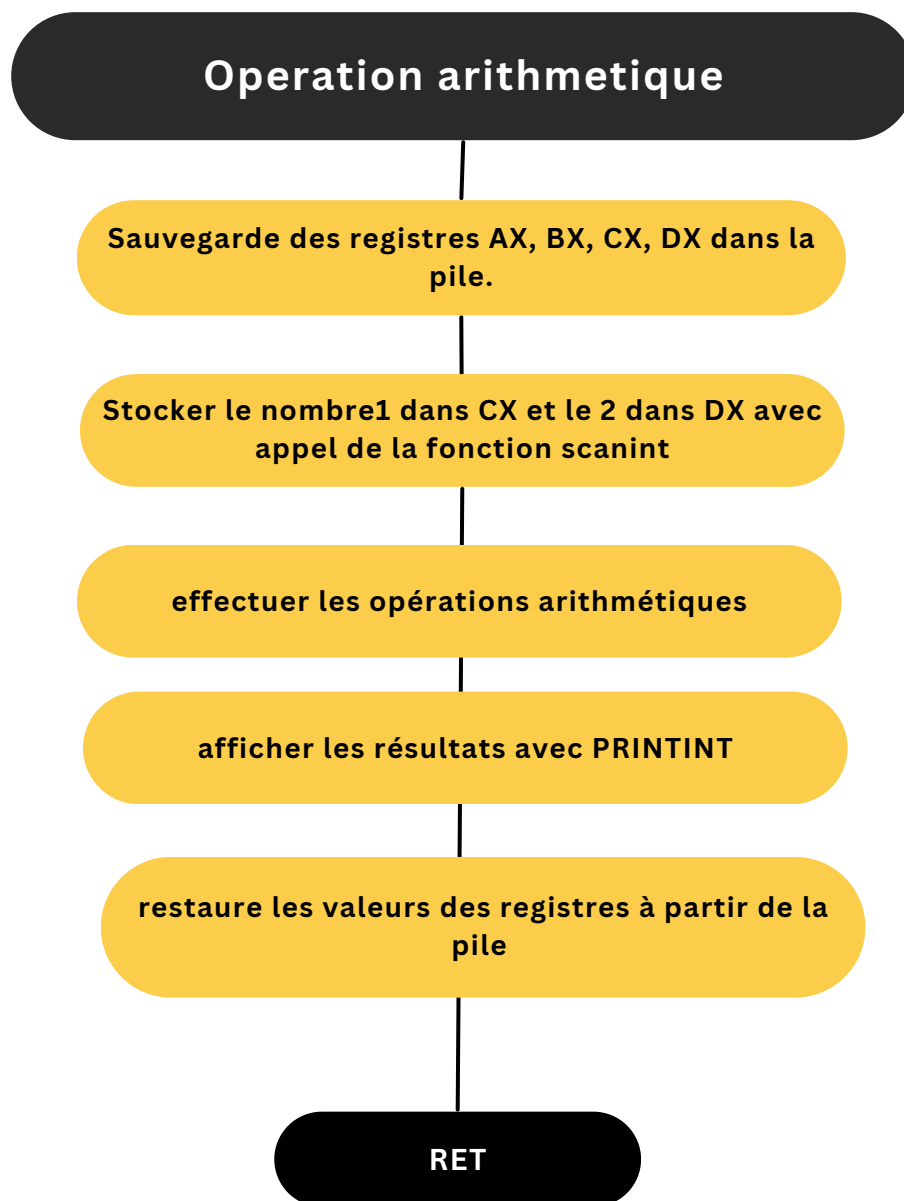 Operation arithmetique
Sauvegarde des registres AX, BX, CX, DX dans la
pile.
Stocker le nombre1 dans CX et le 2 dans DX avec
appel de la fonction scanint
effectuer les opérations arithmétiques
afficher les résultats avec PRINTINT
restaure les valeurs des registres à partir de la
pile
RET